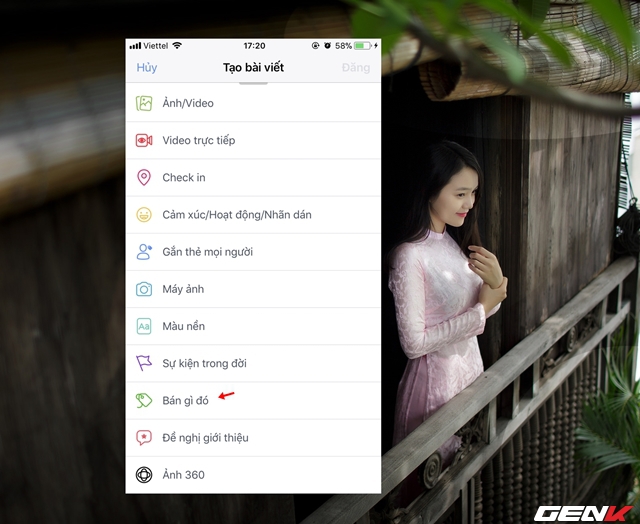 Viettel 17:20 58%
Hủy Tạo bài viết Đăng
Ảnh/Video
Video trực tiếp
Check in
Cảm xúc/Hoạt động/Nhãn dán
Gắn thẻ mọi người
Máy ảnh
Aa Màu nền
Sự kiện trong đời
Bán gì đó
Đề nghị giới thiệu
Ảnh 360
GENK